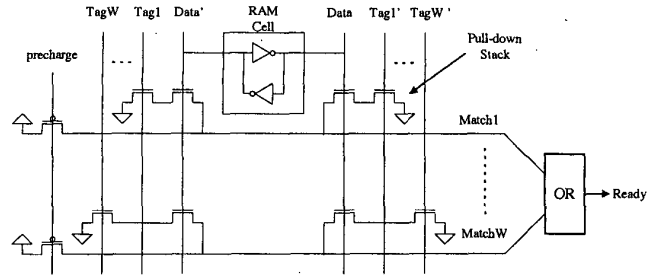 TagW Tag1 Data' RAM Cell Data Tag1' TagW'
precharge
Pull-down Stack
Match1
OR
Ready
MatchW